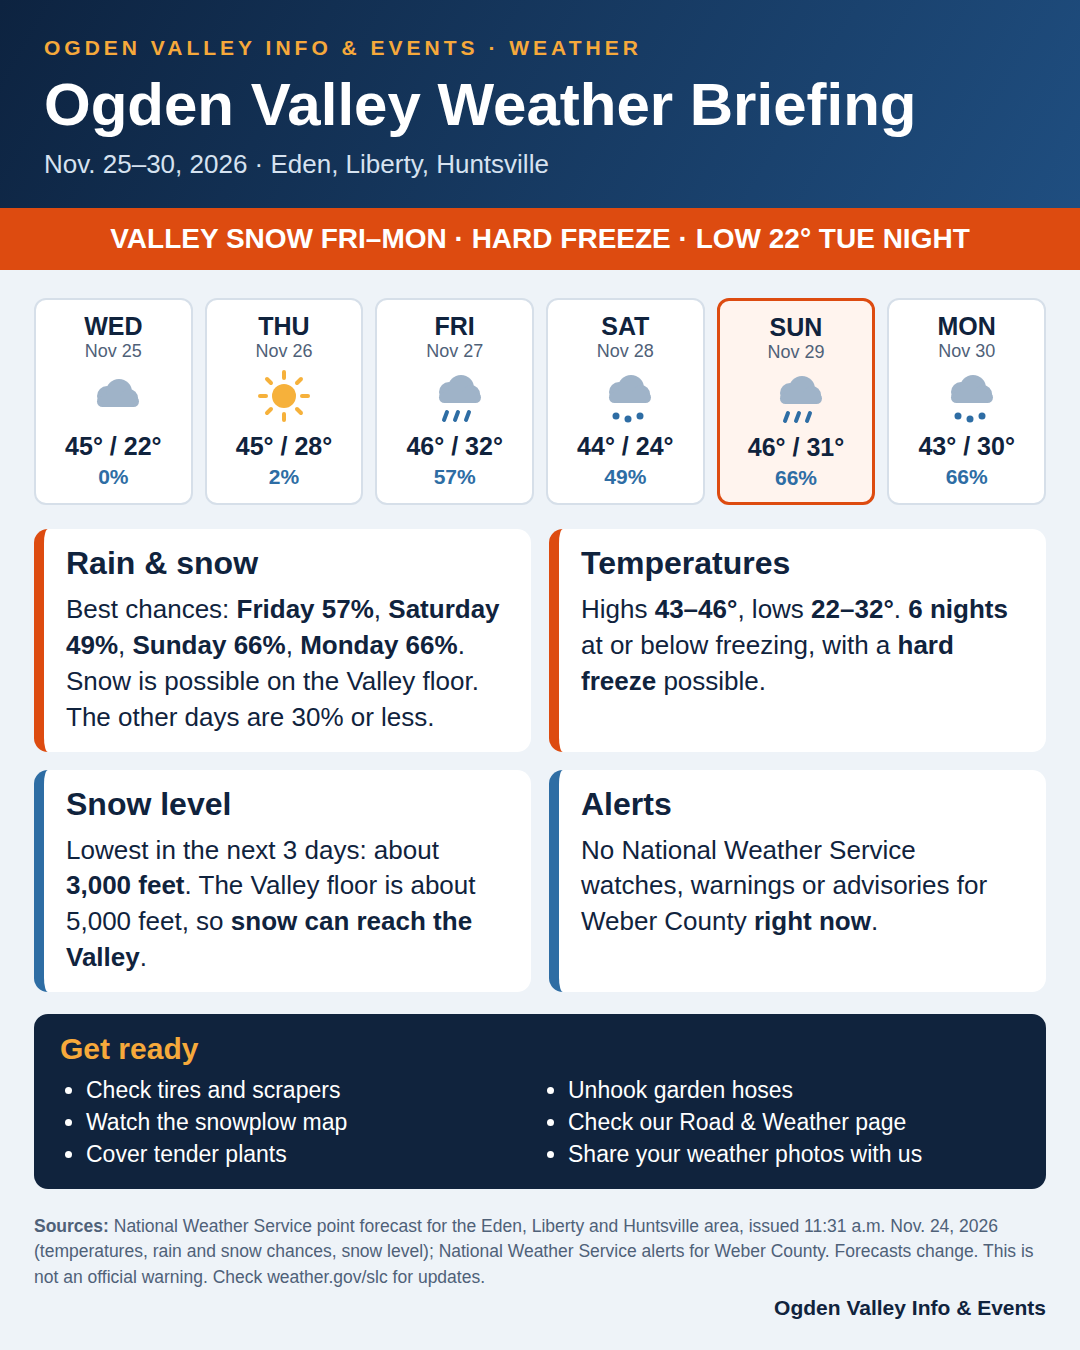 OGDEN VALLEY INFO & EVENTS · WEATHER
Ogden Valley Weather Briefing
Nov. 25–30, 2026 · Eden, Liberty, Huntsville
VALLEY SNOW FRI–MON · HARD FREEZE · LOW 22° TUE NIGHT
WED
Nov 25
45° / 22°
0%
THU
Nov 26
45° / 28°
2%
FRI
Nov 27
46° / 32°
57%
SAT
Nov 28
44° / 24°
49%
SUN
Nov 29
46° / 31°
66%
MON
Nov 30
43° / 30°
66%
Rain & snow
Best chances: Friday 57%, Saturday
49%, Sunday 66%, Monday 66%.
Snow is possible on the Valley floor.
The other days are 30% or less.
Temperatures
Highs 43–46°, lows 22–32°. 6 nights
at or below freezing, with a hard
freeze possible.
Snow level
Lowest in the next 3 days: about
3,000 feet. The Valley floor is about
5,000 feet, so snow can reach the
Valley.
Alerts
No National Weather Service
watches, warnings or advisories for
Weber County right now.
Get ready
• Check tires and scrapers
• Watch the snowplow map
• Cover tender plants
• Unhook garden hoses
• Check our Road & Weather page
• Share your weather photos with us
Sources: National Weather Service point forecast for the Eden, Liberty and Huntsville area, issued 11:31 a.m. Nov. 24, 2026
(temperatures, rain and snow chances, snow level); National Weather Service alerts for Weber County. Forecasts change. This is
not an official warning. Check weather.gov/slc for updates.
Ogden Valley Info & Events